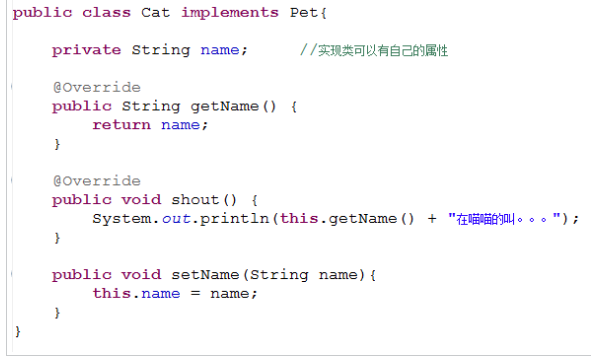 public class Cat implements Pet{
private String name; //实现类可以有自己的属性
@Override
public String getName() {
return name;
}
@Override
public void shout() {
System.out.println(this.getName() + "在喵喵的叫。。。");
}
public void setName(String name){
this.name = name;
}
}